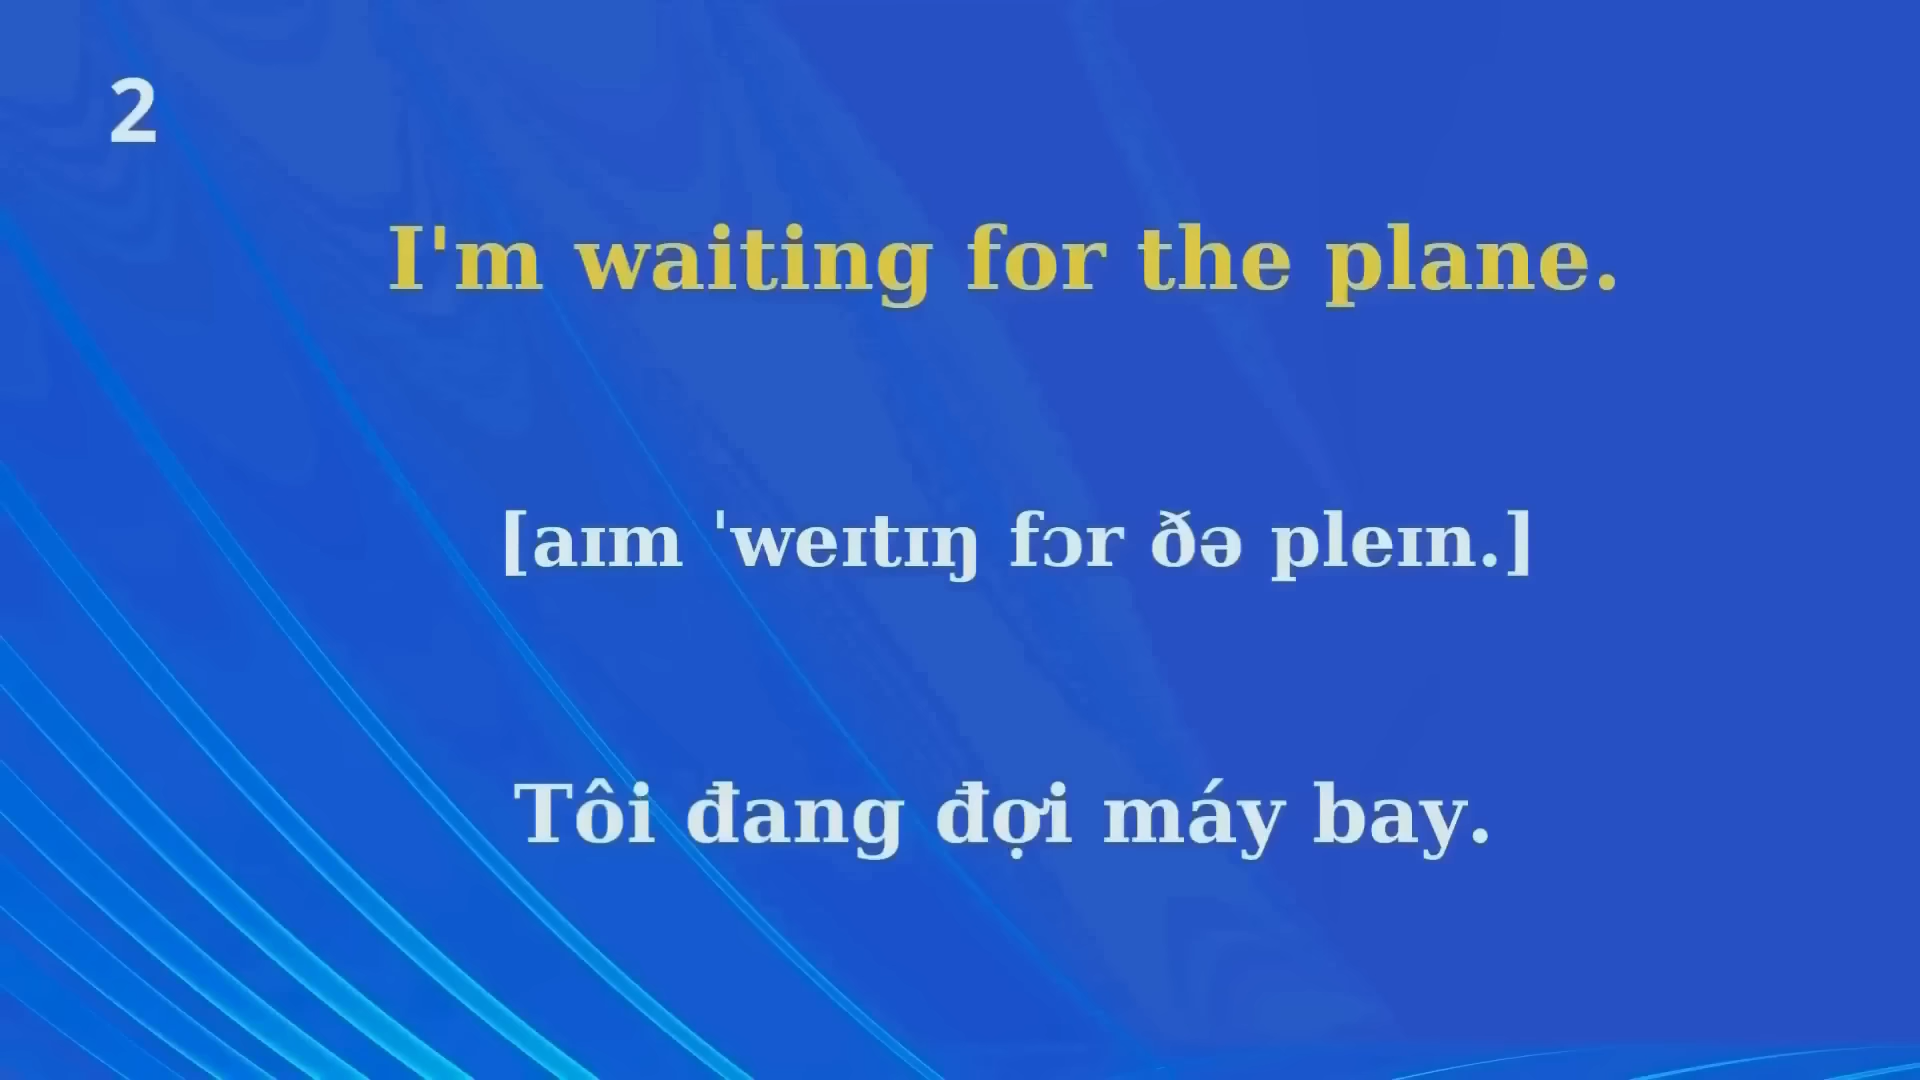 2
I'm waiting for the plane.
[aɪm ˈweɪtɪŋ fɔr ðə pleɪn.]
Tôi đang đợi máy bay.